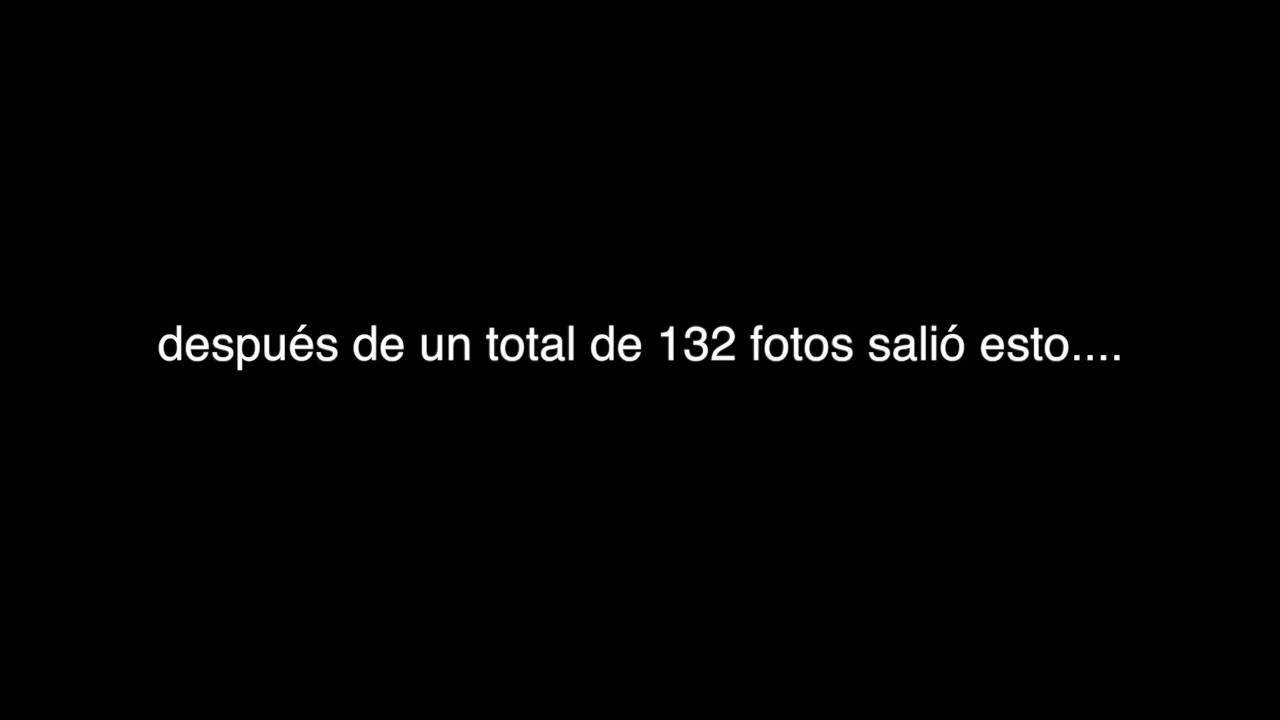 después de un total de 132 fotos salió esto....